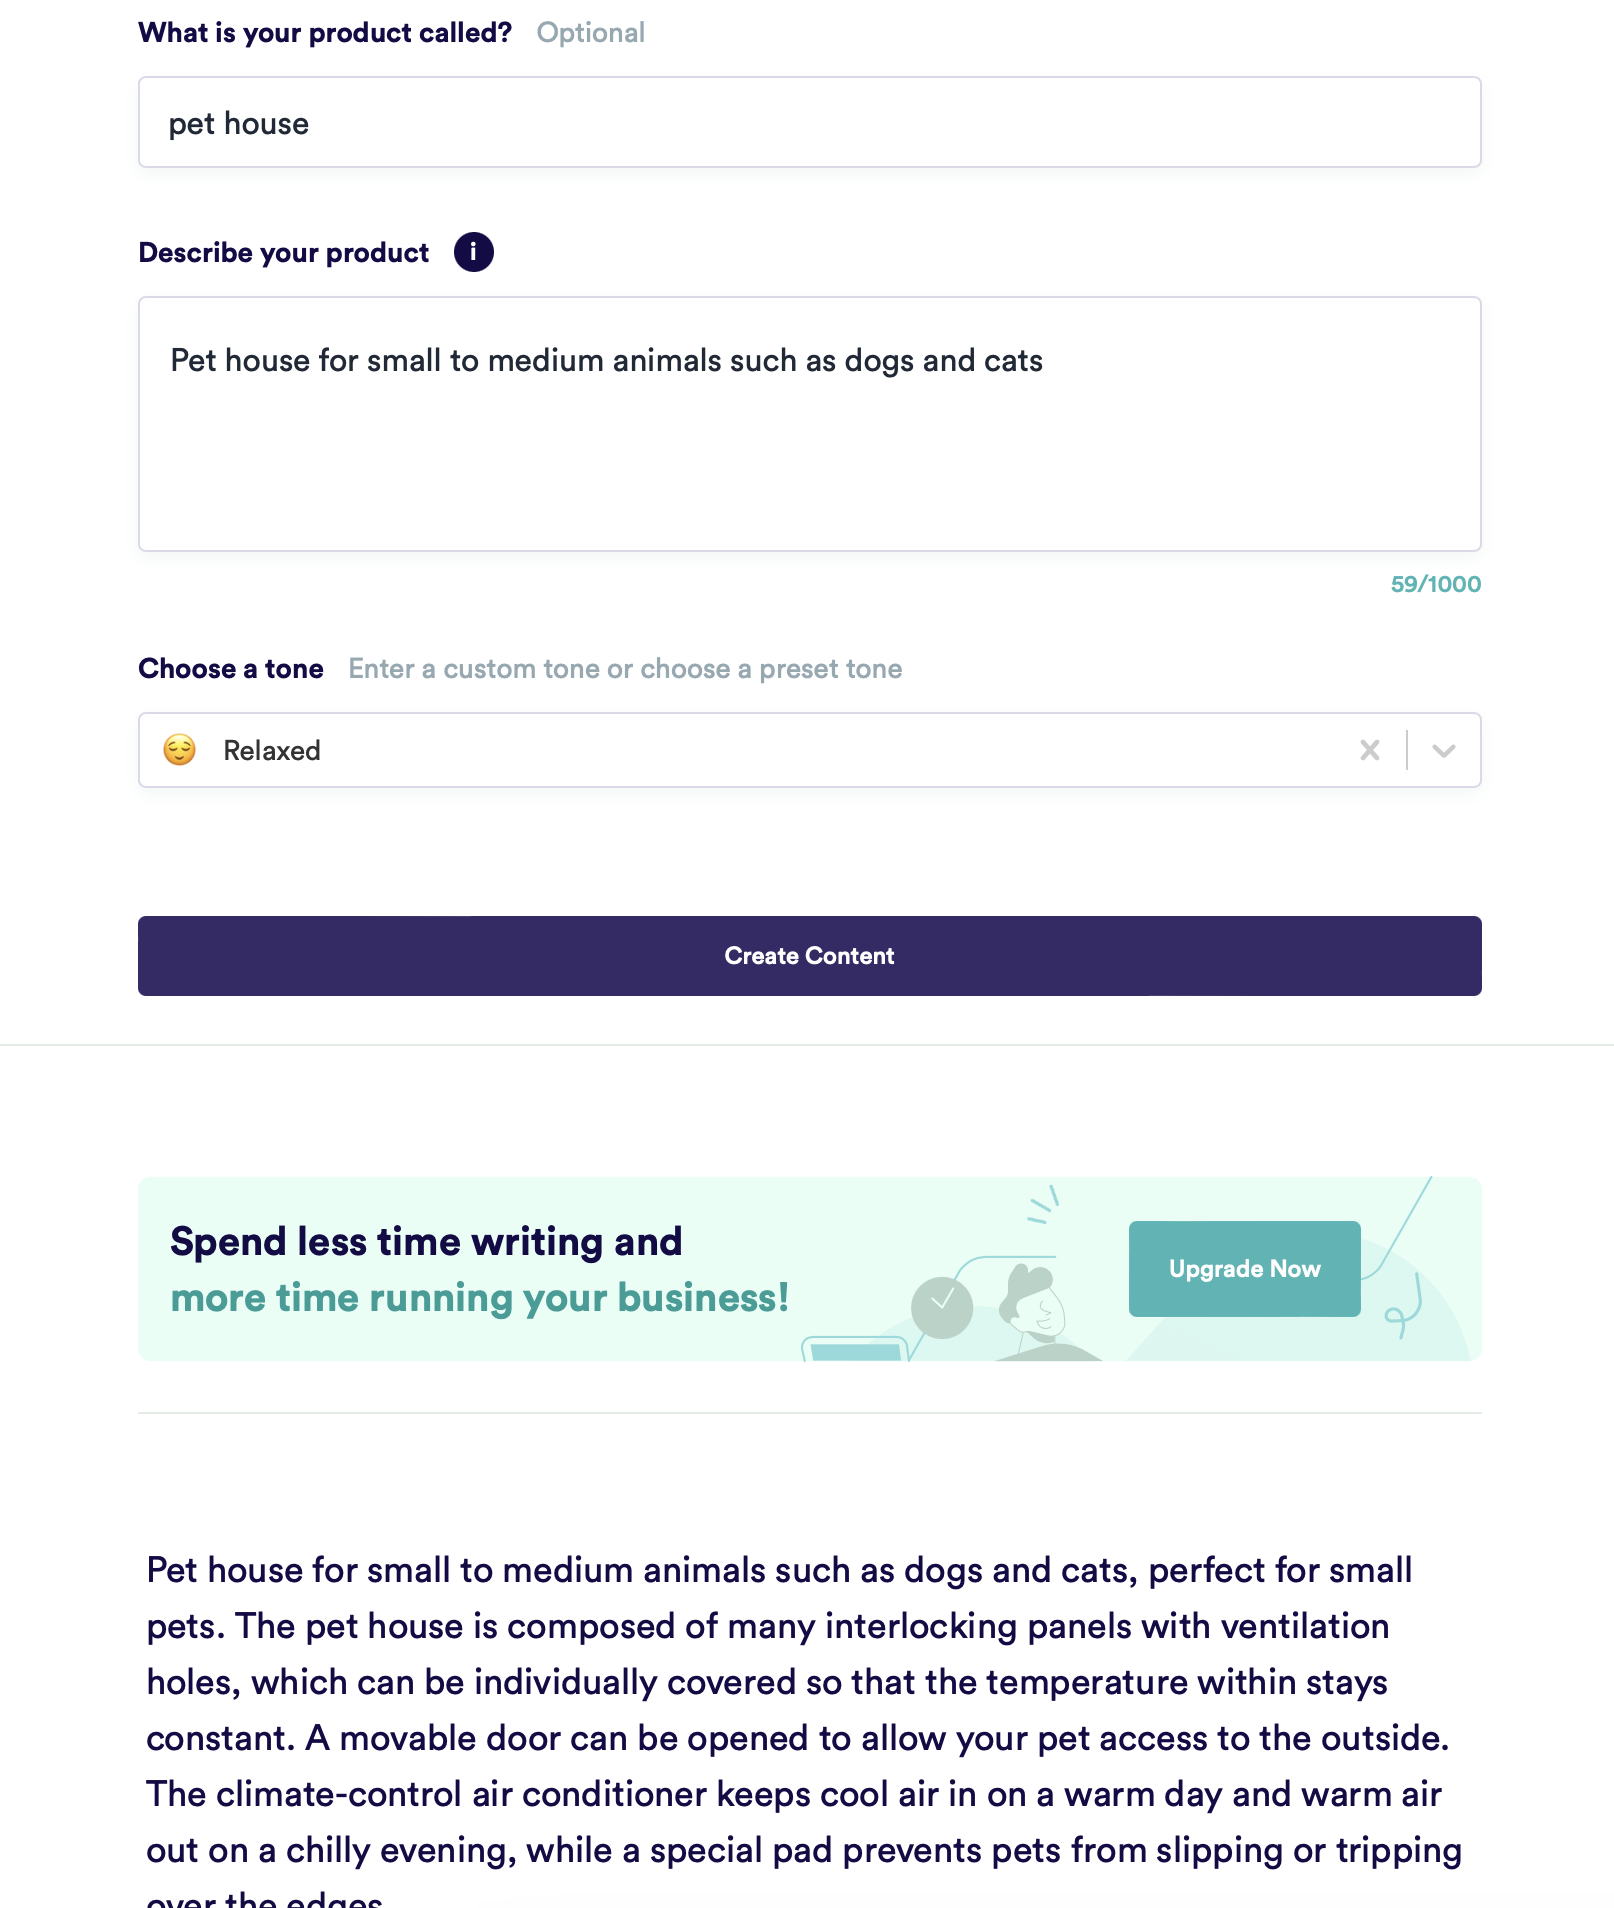 What is your product called? Optional
pet house
Describe your product i
Pet house for small to medium animals such as dogs and cats
59/1000
Choose a tone Enter a custom tone or choose a preset tone
Relaxed
Create Content
Spend less time writing and
more time running your business!
Upgrade Now
Pet house for small to medium animals such as dogs and cats, perfect for small
pets. The pet house is composed of many interlocking panels with ventilation
holes, which can be individually covered so that the temperature within stays
constant. A movable door can be opened to allow your pet access to the outside.
The climate-control air conditioner keeps cool air in on a warm day and warm air
out on a chilly evening, while a special pad prevents pets from slipping or tripping
over the edges.